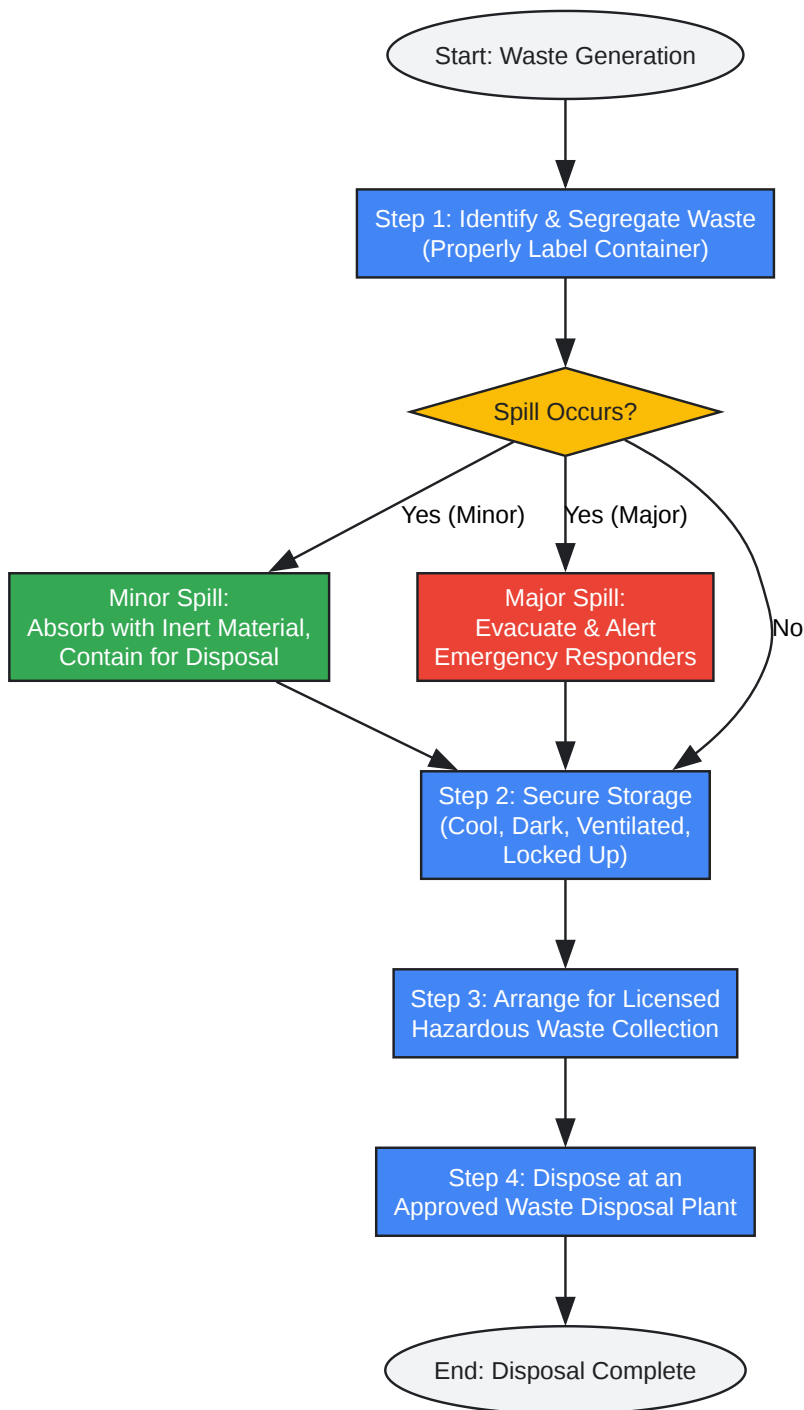 Start: Waste Generation
Step 1: Identify & Segregate Waste
(Properly Label Container)
Spill Occurs?
Yes (Minor)
Yes (Major)
No
Minor Spill:
Absorb with Inert Material,
Contain for Disposal
Major Spill:
Evacuate & Alert
Emergency Responders
Step 2: Secure Storage
(Cool, Dark, Ventilated,
Locked Up)
Step 3: Arrange for Licensed
Hazardous Waste Collection
Step 4: Dispose at an
Approved Waste Disposal Plant
End: Disposal Complete